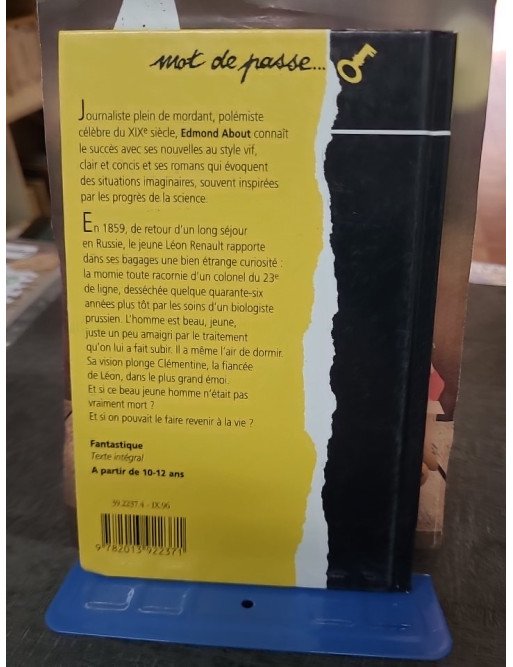 mot de passe...
Journaliste plein de mordant, polémiste
célèbre du XIXe siècle, Edmond About connaît
le succès avec ses nouvelles au style vif,
clair et concis et ses romans qui évoquent
des situations imaginaires, souvent inspirées
par les progrès de la science.
En 1859, de retour d'un long séjour
en Russie, le jeune Léon Renault rapporte
dans ses bagages une bien étrange curiosité :
la momie toute racornie d'un colonel du 23e
de ligne, desséchée quelque quarante-six
années plus tôt par les soins d'un biologiste
prussien. L'homme est beau, jeune,
juste un peu amaigri par le traitement
qu'on lui a fait subir. Il a même l'air de dormir.
Sa vision plonge Clémentine, la fiancée
de Léon, dans le plus grand émoi.
Et si ce beau jeune homme n'était pas
vraiment mort ?
Et si on pouvait le faire revenir à la vie ?
Fantastique
Texte intégral
A partir de 10-12 ans
39.2237.4 - IX.96
9 782013 922371